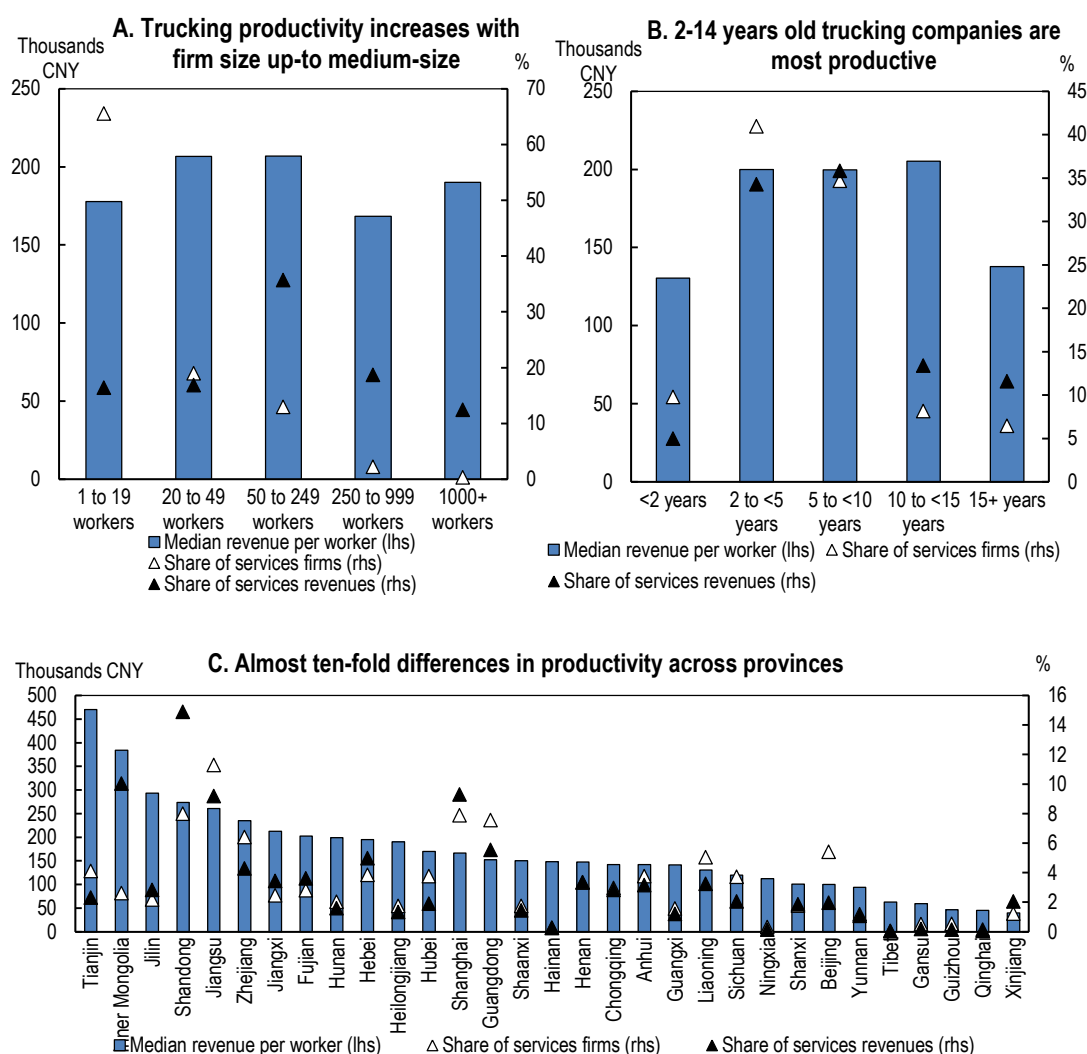 A. Trucking productivity increases with
firm size up-to medium-size
Thousands
CNY
%
250
200
150
100
50
0
70
60
50
40
30
20
10
0
1 to 19
workers
20 to 49
workers
50 to 249
workers
250 to 999
workers
1000+
workers
Median revenue per worker (lhs)
Share of services firms (rhs)
Share of services revenues (rhs)
B. 2-14 years old trucking companies are
most productive
Thousands
CNY
%
250
200
150
100
50
0
45
40
35
30
25
20
15
10
5
0
<2 years
2 to <5
years
5 to <10
years
10 to <15
years
15+ years
Median revenue per worker (lhs)
Share of services firms (rhs)
Share of services revenues (rhs)
C. Almost ten-fold differences in productivity across provinces
Thousands CNY
%
500
450
400
350
300
250
200
150
100
50
0
16
14
12
10
8
6
4
2
0
Tianjin
ner Mongolia
Jilin
Shandong
Jiangsu
Zhejiang
Jiangxi
Fujian
Hunan
Hebei
Heilongjiang
Hubei
Shanghai
Guangdong
Shaanxi
Hainan
Henan
Chongqing
Anhui
Guangxi
Liaoning
Sichuan
Ningxia
Shanxi
Beijing
Yunnan
Tibet
Gansu
Guizhou
Qinghai
Xinjiang
Median revenue per worker (lhs)
Share of services firms (rhs)
Share of services revenues (rhs)